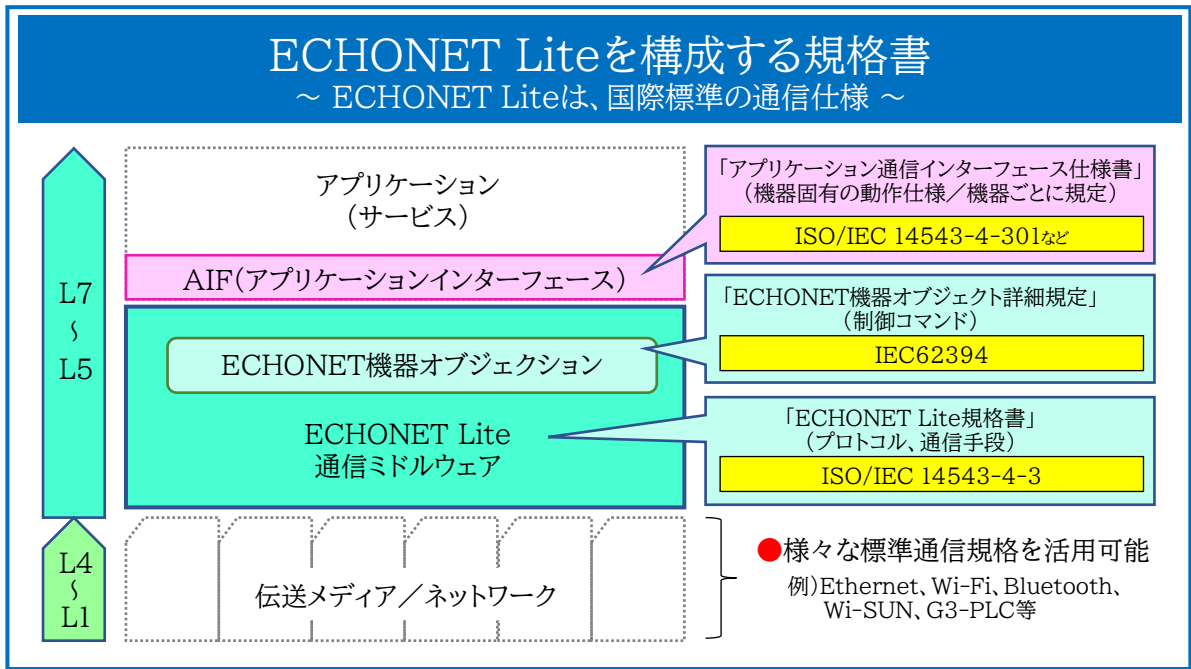 ECHONET Liteを構成する規格書
～ ECHONET Liteは、国際標準の通信仕様 ～
L7
～
L5
アプリケーション
（サービス）
AIF(アプリケーションインターフェース)
ECHONET機器オブジェクション
ECHONET Lite
通信ミドルウェア
「アプリケーション通信インターフェース仕様書」
（機器固有の動作仕様／機器ごとに規定）
ISO/IEC 14543-4-301など
「ECHONET機器オブジェクト詳細規定」
（制御コマンド）
IEC62394
「ECHONET Lite規格書」
（プロトコル、通信手段）
ISO/IEC 14543-4-3
L4
～
L1
伝送メディア／ネットワーク
●様々な標準通信規格を活用可能
例）Ethernet、Wi-Fi、Bluetooth、
Wi-SUN、G3-PLC等